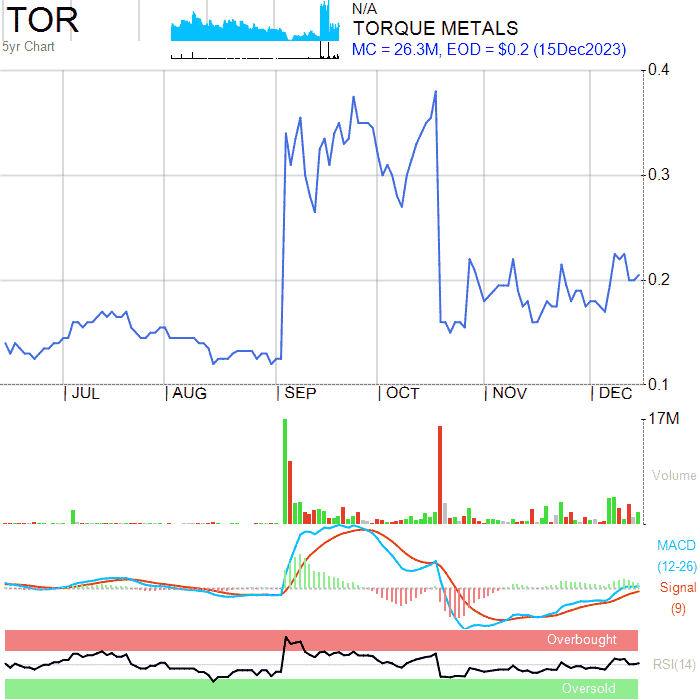 TOR
5yr Chart
N/A
TORQUE METALS
MC = 26.3M, EOD = $0.2 (15Dec2023)
0.4
0.3
0.2
0.1
JUL
AUG
SEP
OCT
NOV
DEC
17M
Volume
MACD
(12-26)
Signal
(9)
Overbought
RSI(14)
Oversold